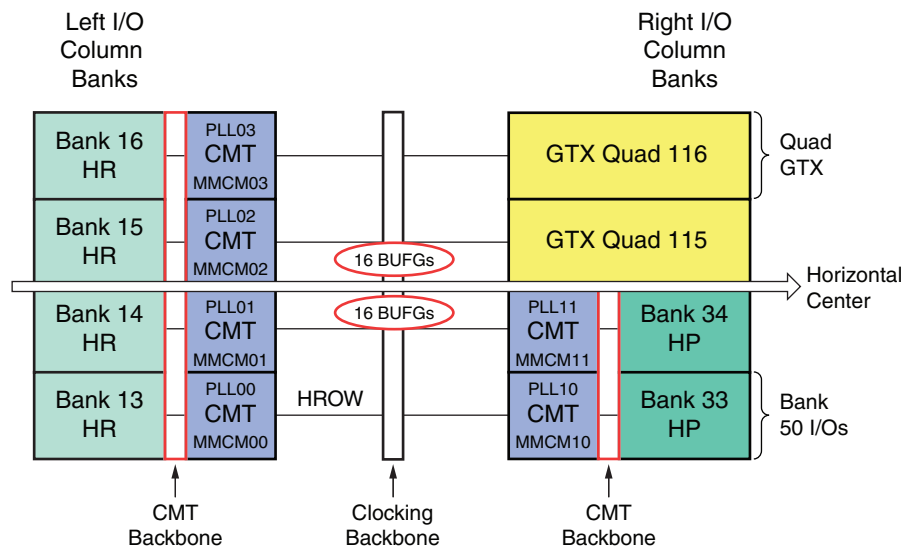 Left I/O
Column
Banks
Right I/O
Column
Banks
Bank 16
HR
PLL03
CMT
MMCM03
GTX Quad 116
Quad
GTX
Bank 15
HR
PLL02
CMT
MMCM02
GTX Quad 115
16 BUFGs
Horizontal
Center
16 BUFGs
Bank 14
HR
PLL01
CMT
MMCM01
PLL11
CMT
MMCM11
Bank 34
HP
Bank 13
HR
PLL00
CMT
MMCM00
HROW
PLL10
CMT
MMCM10
Bank 33
HP
Bank
50 I/Os
CMT
Backbone
Clocking
Backbone
CMT
Backbone